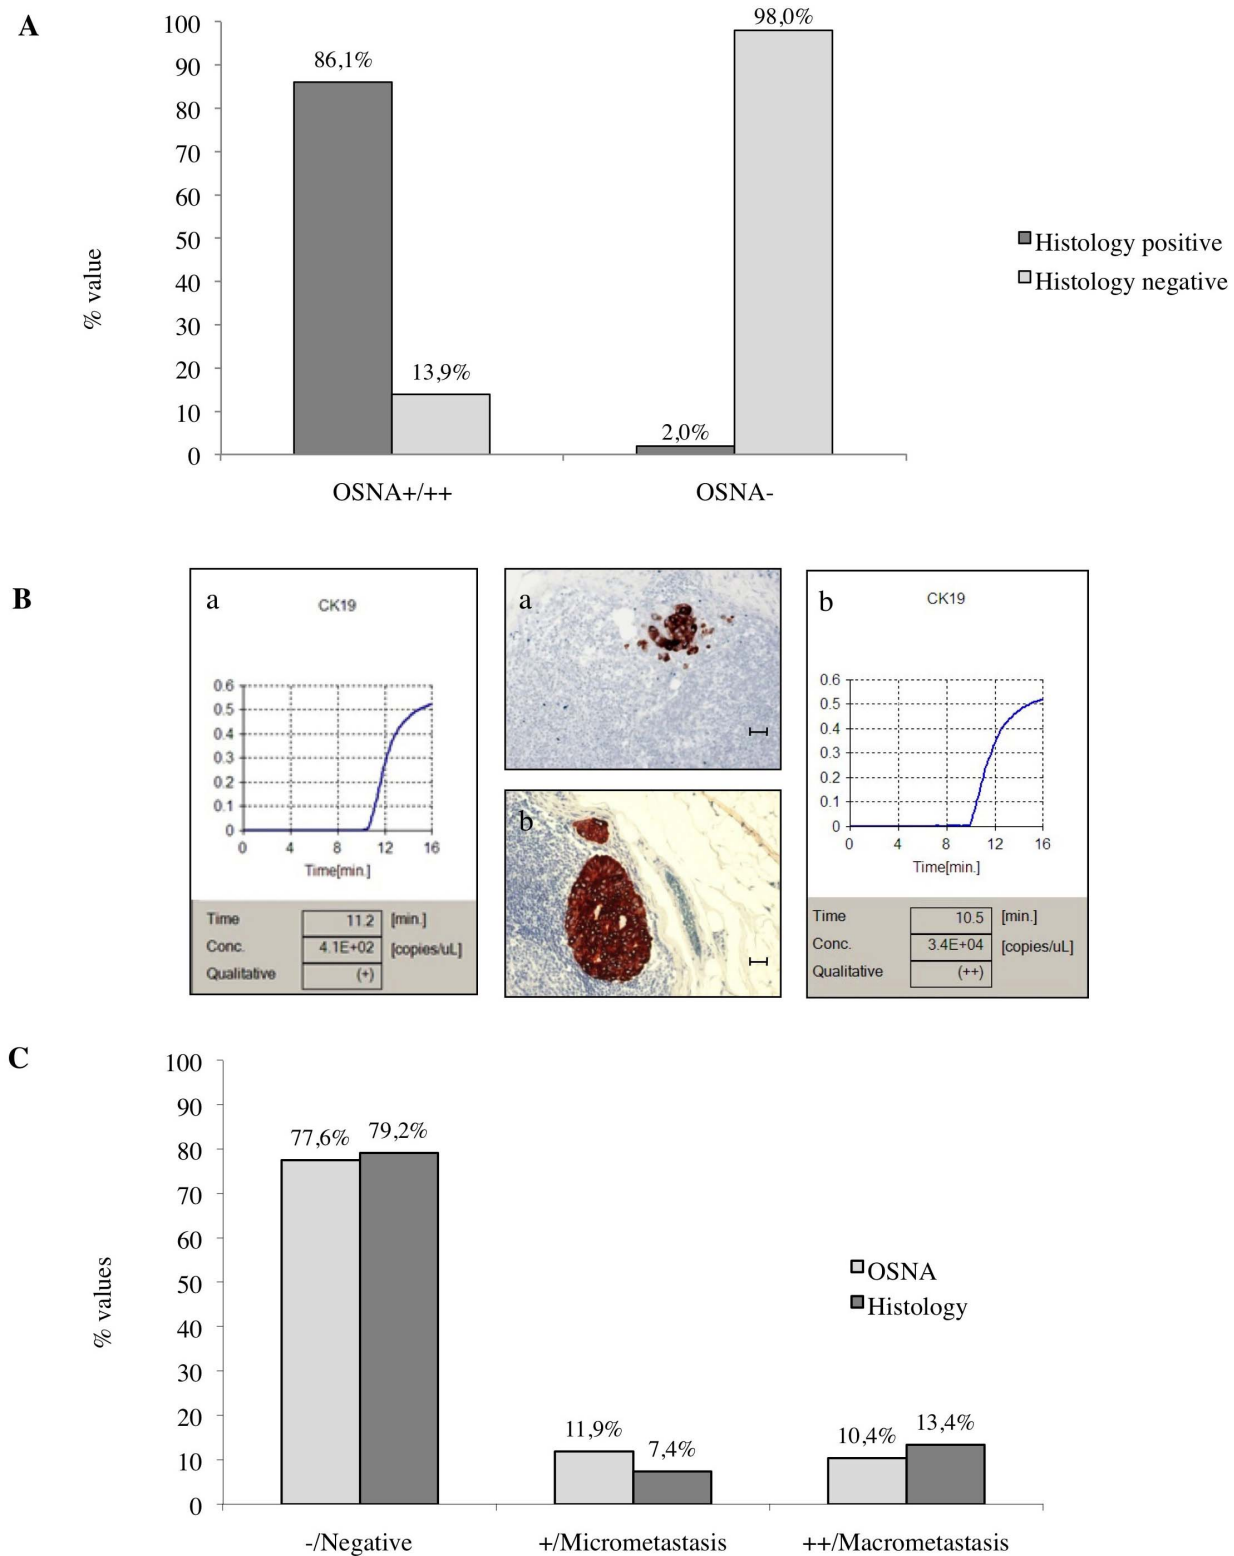 A
100
90
80
70
60
50
40
30
20
10
0
% value
86,1%
13,9%
2,0%
98,0%
OSNA+/++
OSNA-
Histology positive
Histology negative
B
a
CK19
0.6
0.5
0.4
0.3
0.2
0.1
0
0 4 8 12 16
Time[min.]
Time 11.2 [min.]
Conc. 4.1E+02 [copies/uL]
Qualitative (+)
a
b
b
CK19
0.6
0.5
0.4
0.3
0.2
0.1
0
0 4 8 12 16
Time[min.]
Time 10.5 [min.]
Conc. 3.4E+04 [copies/uL]
Qualitative (++)
C
100
90
80
70
60
50
40
30
20
10
0
% values
77,6%
79,2%
11,9%
7,4%
10,4%
13,4%
-/Negative
+/Micrometastasis
++/Macrometastasis
OSNA
Histology